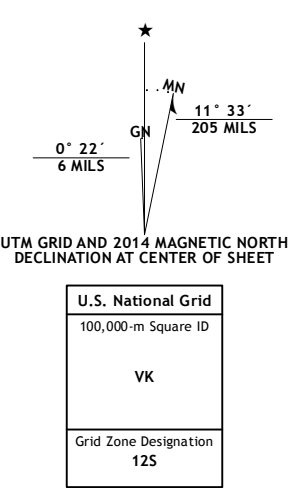 ★
MN
GN
11° 33´
205 MILS
0° 22´
6 MILS
UTM GRID AND 2014 MAGNETIC NORTH
DECLINATION AT CENTER OF SHEET
U.S. National Grid
100,000-m Square ID
VK
Grid Zone Designation
12S